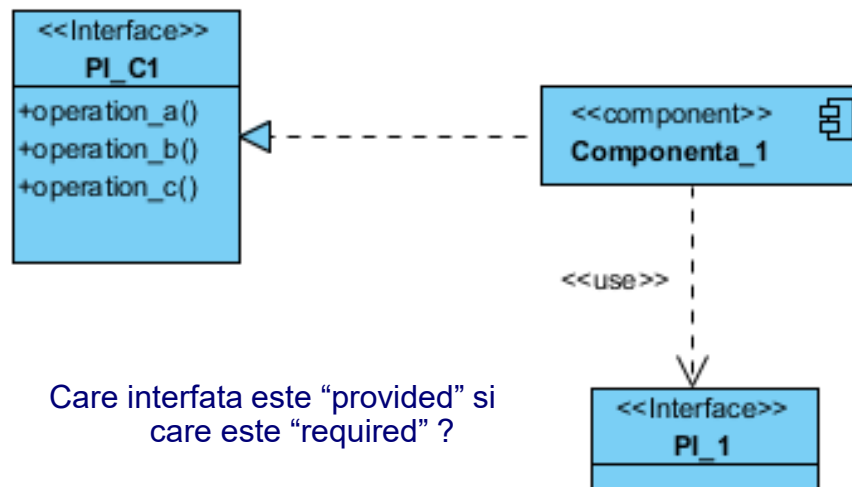 <<Interface>>
PI_C1
+operation_a()
+operation_b()
+operation_c()
<<component>>
Componenta_1
<<use>>
Care interfata este “provided” si
care este “required” ?
<<Interface>>
PI_1